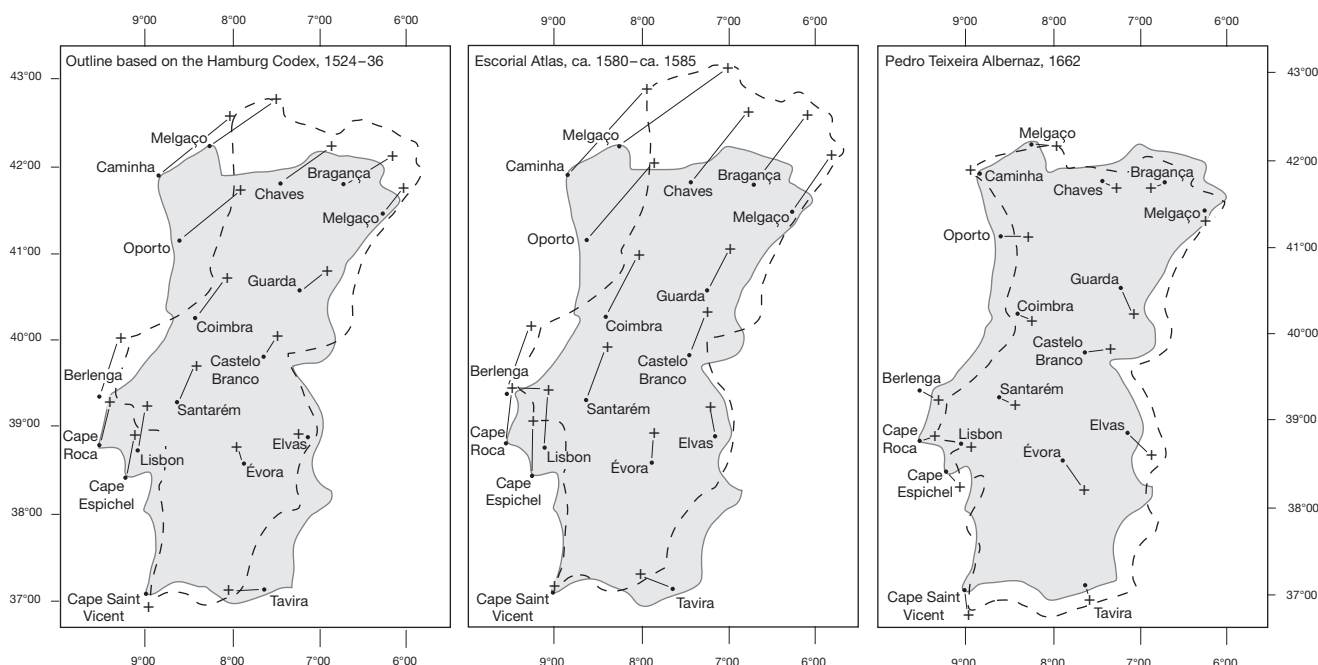 9°00
8°00
7°00
6°00
9°00
8°00
7°00
6°00
9°00
8°00
7°00
6°00
43°00
42°00
41°00
40°00
39°00
38°00
37°00
Outline based on the Hamburg Codex, 1524–36
Melgaço
Caminha
Bragança
Chaves
Melgaço
Oporto
Guarda
Coimbra
Castelo
Branco
Berlenga
Santarém
Cape
Roca
Elvas
Lisbon
Évora
Cape
Espichel
Cape Saint
Vicent
Tavira
Escorial Atlas, ca. 1580–ca. 1585
Melgaço
Caminha
Bragança
Chaves
Melgaço
Oporto
Guarda
Coimbra
Castelo
Branco
Berlenga
Santarém
Cape
Roca
Elvas
Lisbon
Évora
Cape
Espichel
Cape Saint
Vicent
Tavira
Pedro Teixeira Albernaz, 1662
Melgaço
Caminha
Bragança
Chaves
Melgaço
Oporto
Guarda
Coimbra
Castelo
Branco
Berlenga
Santarém
Cape
Roca
Lisbon
Elvas
Évora
Cape
Espichel
Cape Saint
Vicent
Tavira
43°00
42°00
41°00
40°00
39°00
38°00
37°00
9°00
8°00
7°00
6°00
9°00
8°00
7°00
6°00
9°00
8°00
7°00
6°00